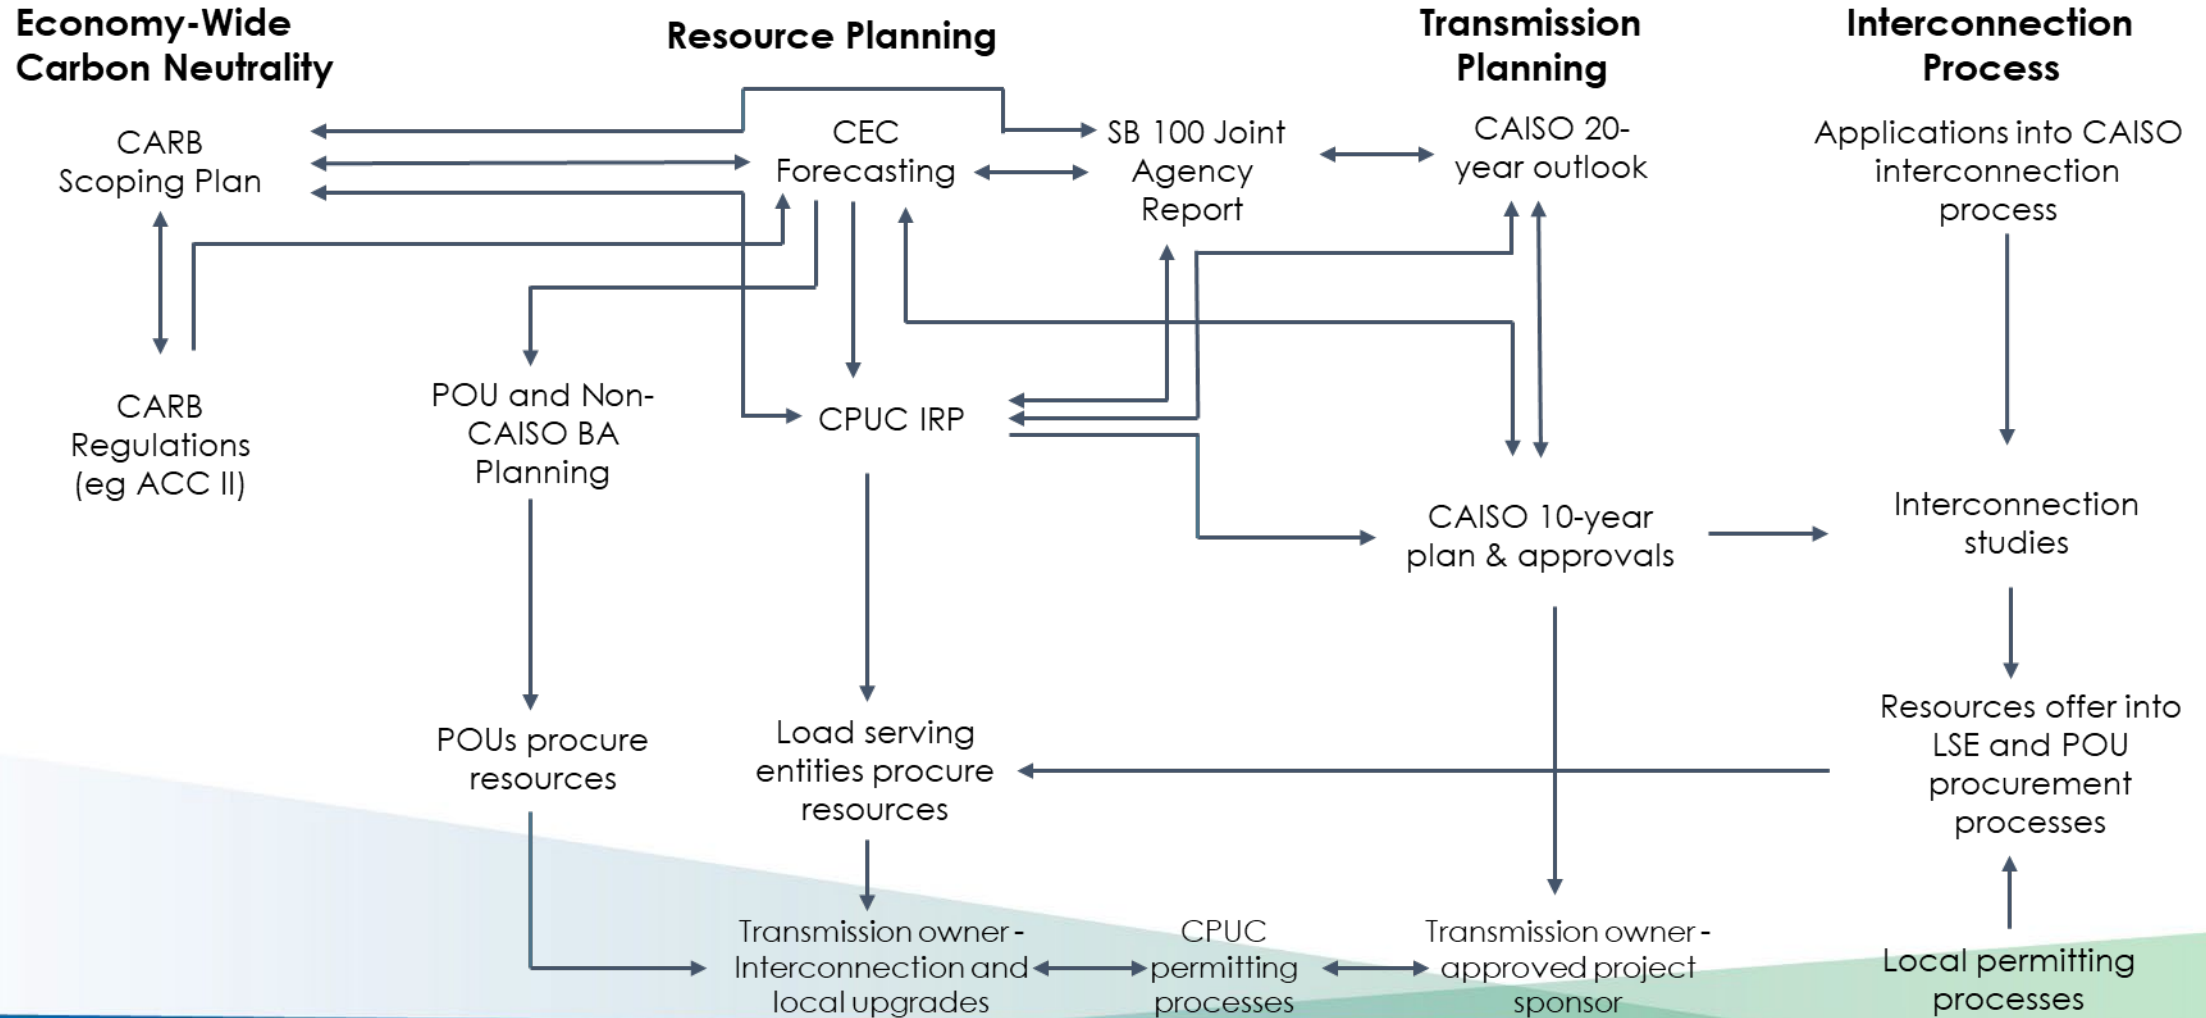 Economy-Wide
Carbon Neutrality
Resource Planning
Transmission
Planning
Interconnection
Process
CARB
Scoping Plan
CEC
Forecasting
SB 100 Joint
Agency
Report
CAISO 20-
year outlook
Applications into CAISO
interconnection
process
CARB
Regulations
(eg ACC II)
POU and Non-
CAISO BA
Planning
CPUC IRP
CAISO 10-year
plan & approvals
Interconnection
studies
POUs procure
resources
Load serving
entities procure
resources
Resources offer into
LSE and POU
procurement
processes
Transmission owner -
Interconnection and
local upgrades
CPUC
permitting
processes
Transmission owner -
approved project
sponsor
Local permitting
processes